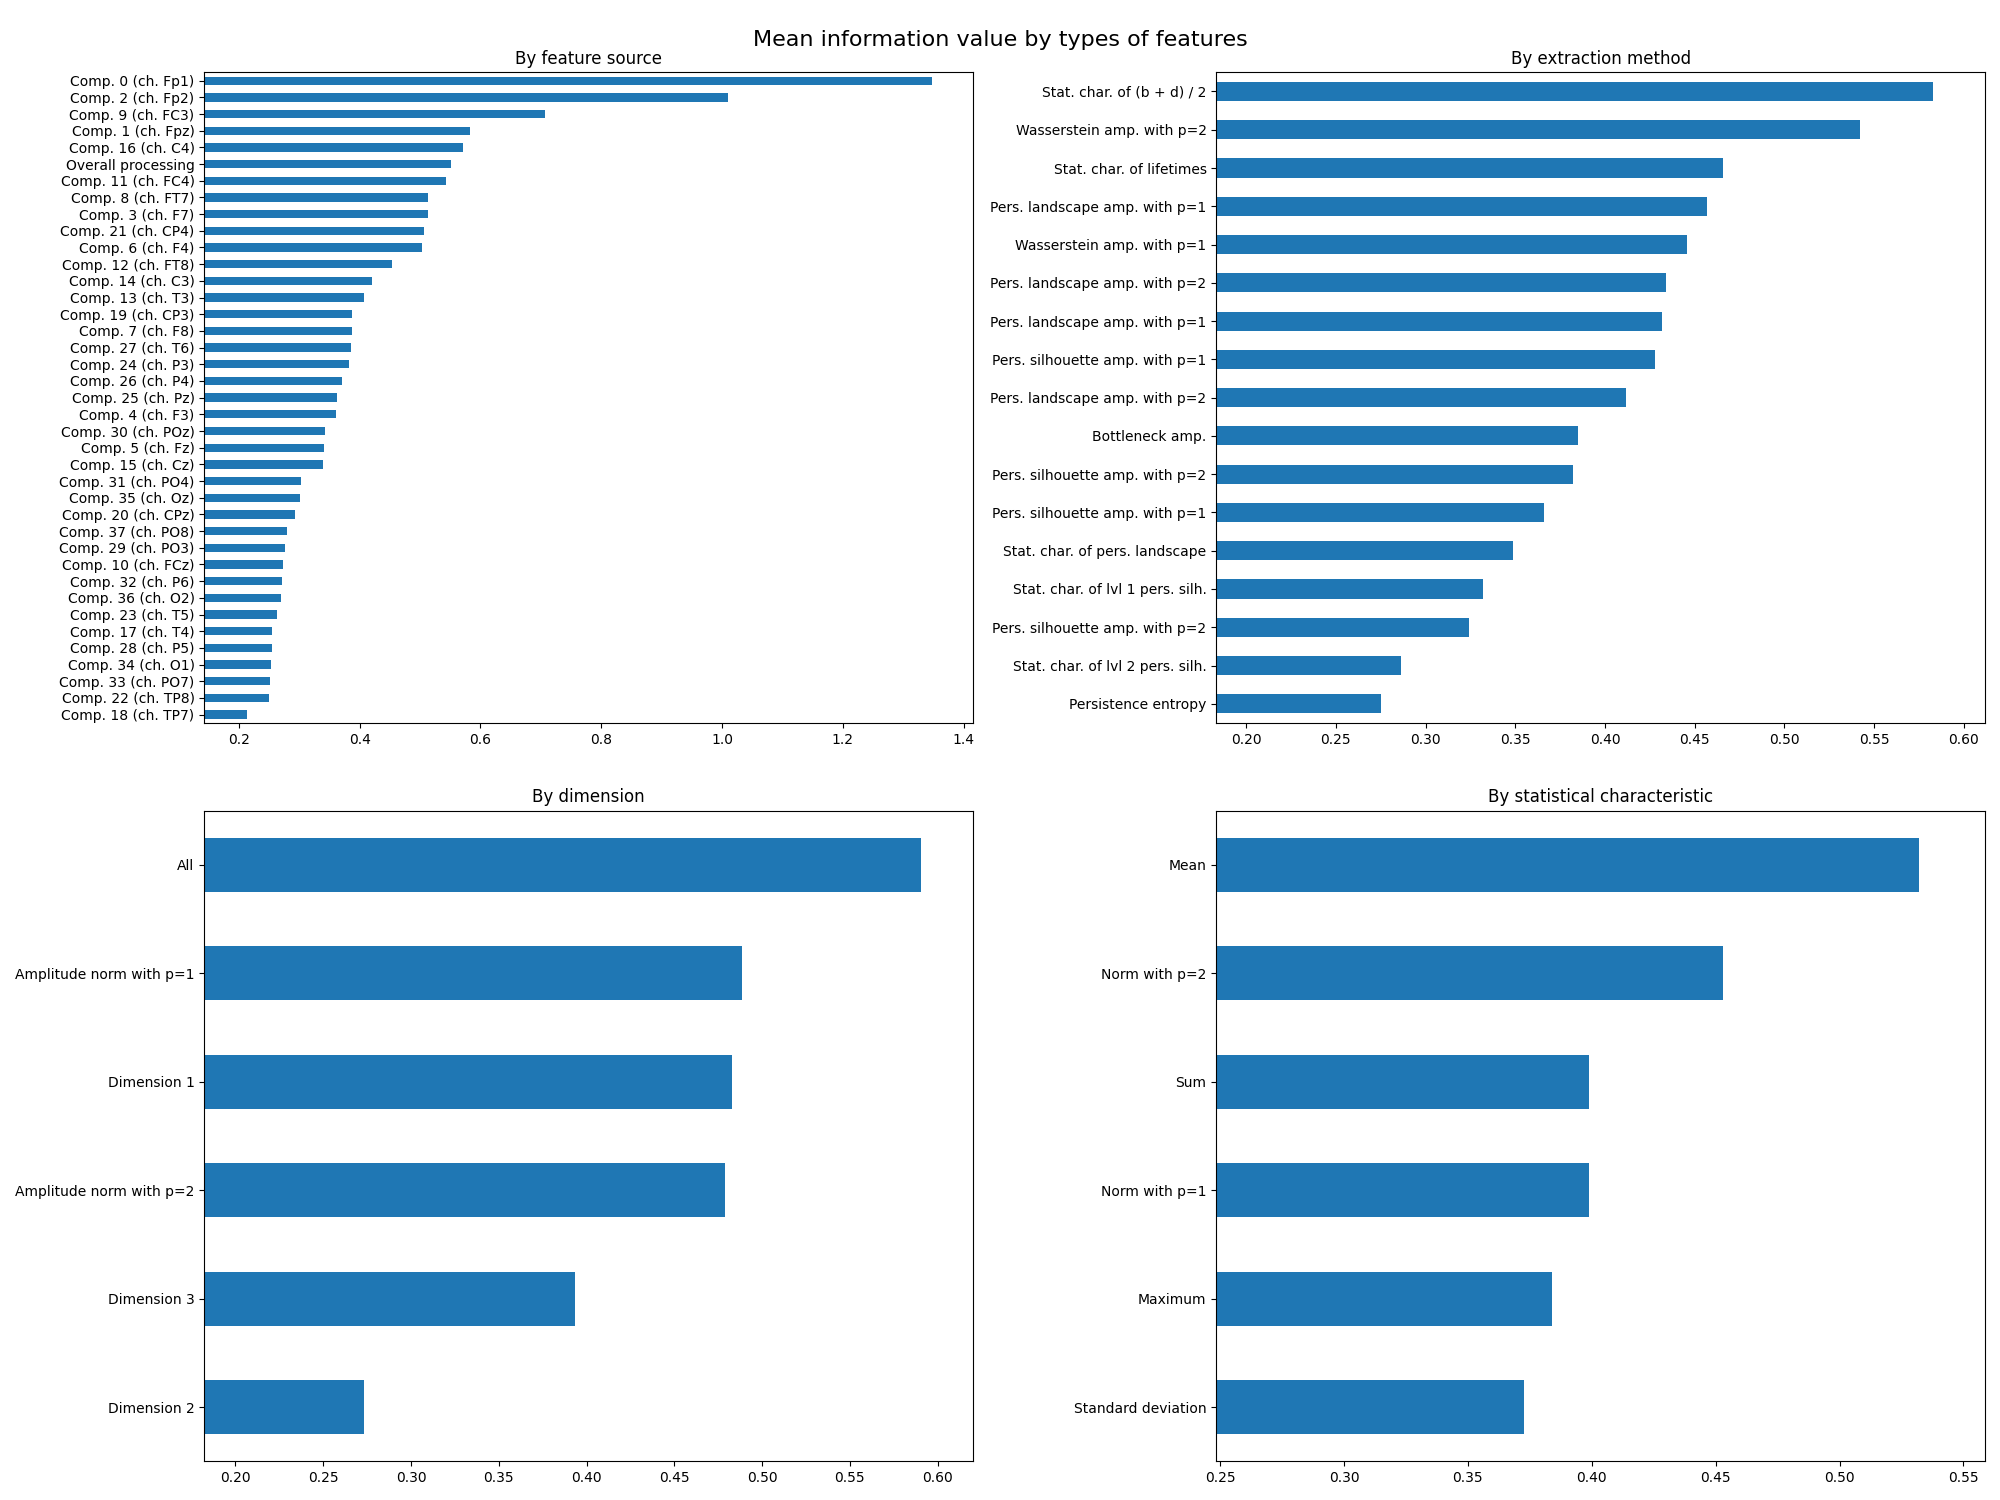 Mean information value by types of features
By feature source
Comp. 0 (ch. Fp1)
Comp. 2 (ch. Fp2)
Comp. 9 (ch. FC3)
Comp. 1 (ch. Fpz)
Comp. 16 (ch. C4)
Overall processing
Comp. 11 (ch. FC4)
Comp. 8 (ch. FT7)
Comp. 3 (ch. F7)
Comp. 21 (ch. CP4)
Comp. 6 (ch. F4)
Comp. 12 (ch. FT8)
Comp. 14 (ch. C3)
Comp. 13 (ch. T3)
Comp. 19 (ch. CP3)
Comp. 7 (ch. F8)
Comp. 27 (ch. T6)
Comp. 24 (ch. P3)
Comp. 26 (ch. P4)
Comp. 25 (ch. Pz)
Comp. 4 (ch. F3)
Comp. 30 (ch. POz)
Comp. 5 (ch. Fz)
Comp. 15 (ch. Cz)
Comp. 31 (ch. PO4)
Comp. 35 (ch. Oz)
Comp. 20 (ch. CPz)
Comp. 37 (ch. PO8)
Comp. 29 (ch. PO3)
Comp. 10 (ch. FCz)
Comp. 32 (ch. P6)
Comp. 36 (ch. O2)
Comp. 23 (ch. T5)
Comp. 17 (ch. T4)
Comp. 28 (ch. P5)
Comp. 34 (ch. O1)
Comp. 33 (ch. PO7)
Comp. 22 (ch. TP8)
Comp. 18 (ch. TP7)
0.2 0.4 0.6 0.8 1.0 1.2 1.4
By extraction method
Stat. char. of (b + d) / 2
Wasserstein amp. with p=2
Stat. char. of lifetimes
Pers. landscape amp. with p=1
Wasserstein amp. with p=1
Pers. landscape amp. with p=2
Pers. landscape amp. with p=1
Pers. silhouette amp. with p=1
Pers. landscape amp. with p=2
Bottleneck amp.
Pers. silhouette amp. with p=2
Pers. silhouette amp. with p=1
Stat. char. of pers. landscape
Stat. char. of lvl 1 pers. silh.
Pers. silhouette amp. with p=2
Stat. char. of lvl 2 pers. silh.
Persistence entropy
0.20 0.25 0.30 0.35 0.40 0.45 0.50 0.55 0.60
By dimension
All
Amplitude norm with p=1
Dimension 1
Amplitude norm with p=2
Dimension 3
Dimension 2
0.20 0.25 0.30 0.35 0.40 0.45 0.50 0.55 0.60
By statistical characteristic
Mean
Norm with p=2
Sum
Norm with p=1
Maximum
Standard deviation
0.25 0.30 0.35 0.40 0.45 0.50 0.55